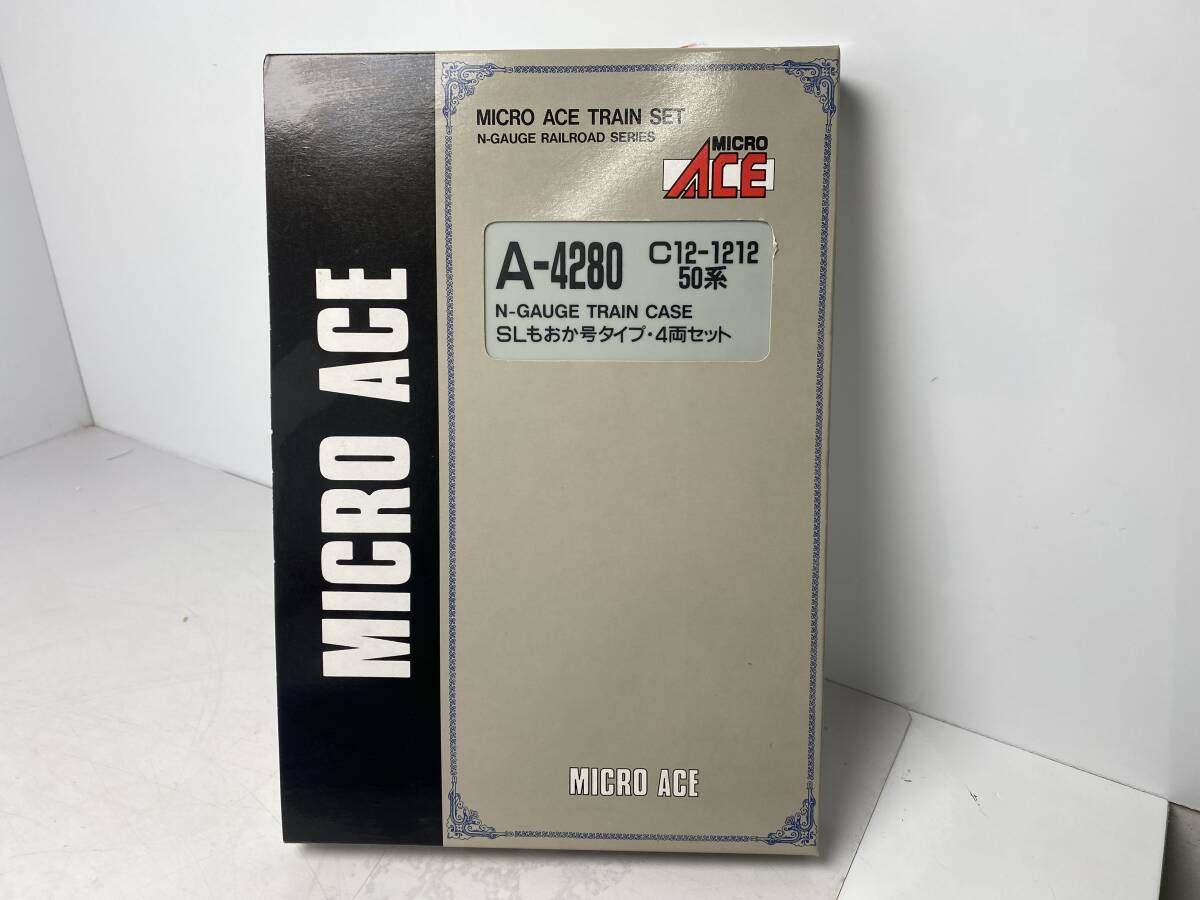 MICRO ACE
MICRO ACE TRAIN SET
N-GAUGE RAILROAD SERIES
MICRO
ACE
A-4280 C12-1212
50系
N-GAUGE TRAIN CASE
SLもおか号タイプ・4両セット
MICRO ACE